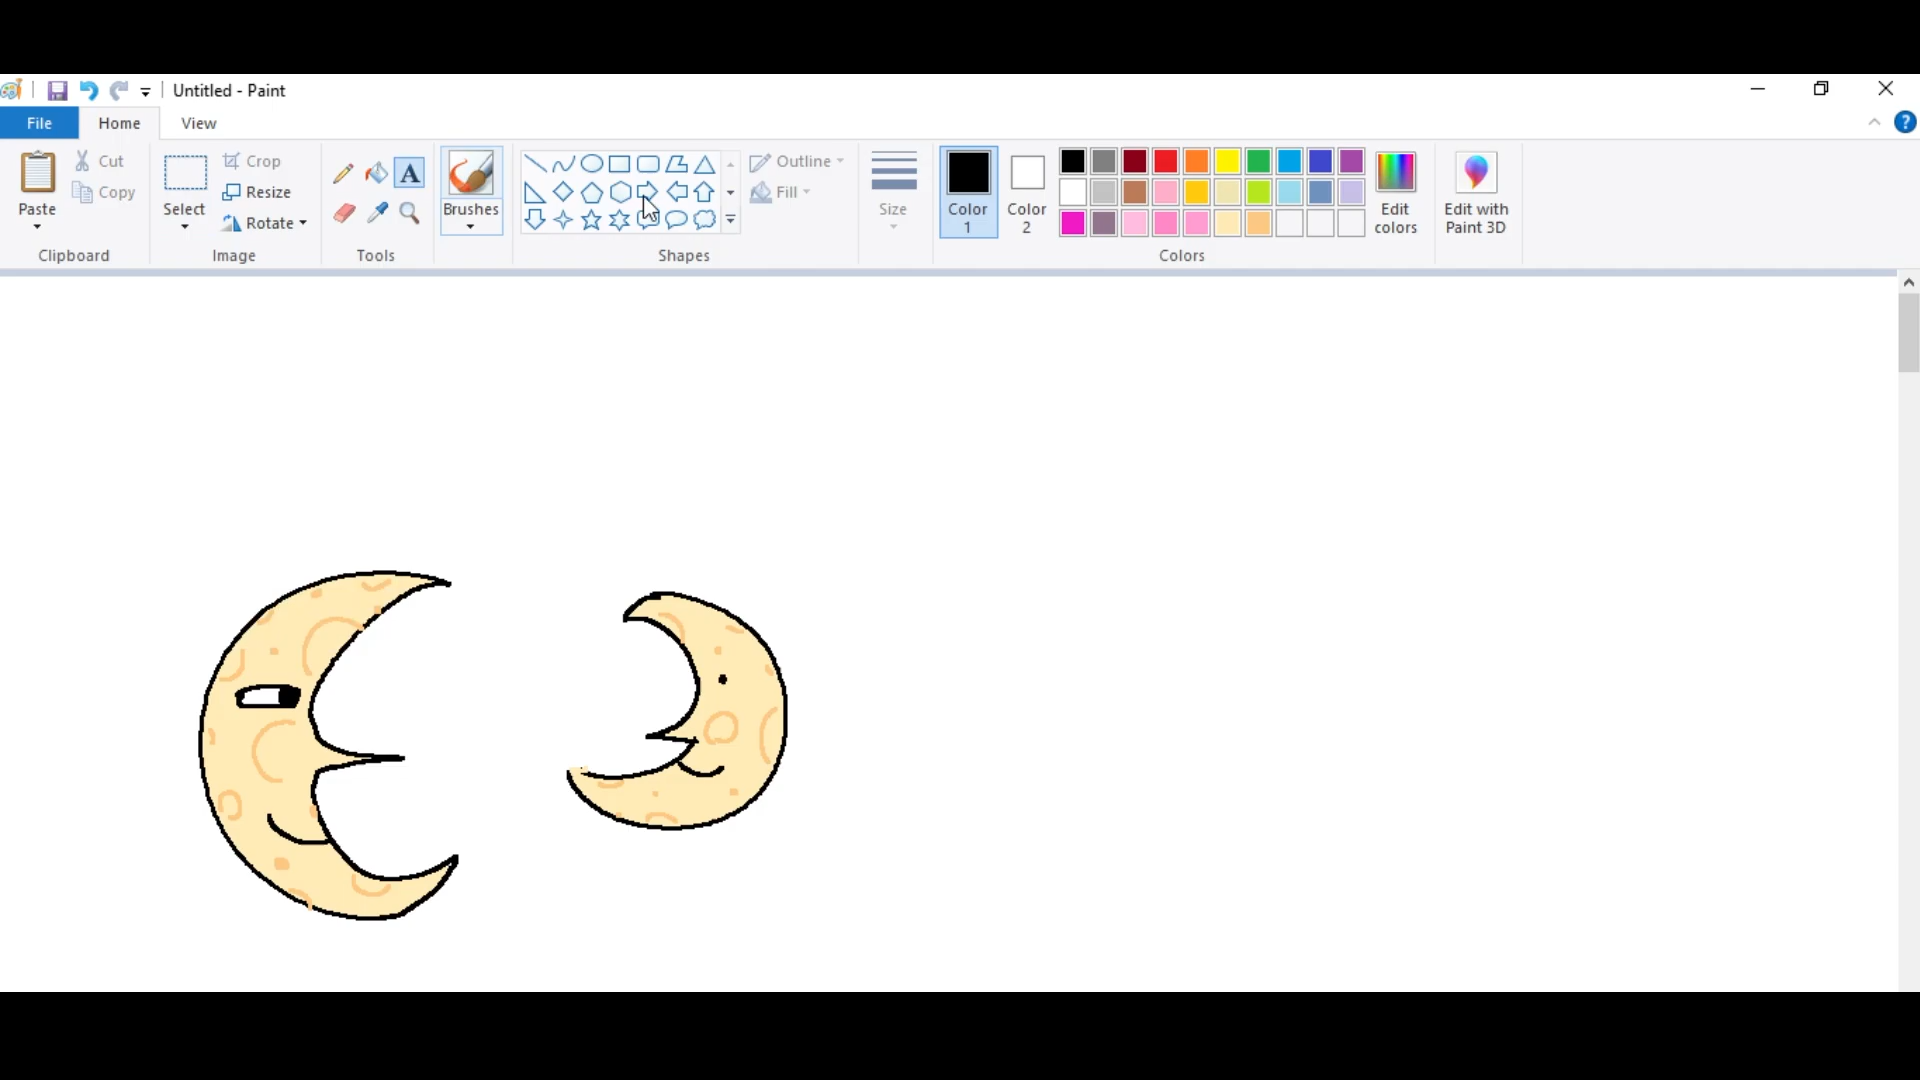 Untitled - Paint
File Home View
Paste
Cut
Copy
Clipboard
Select
Crop
Resize
Rotate
Image
A
Tools
Brushes
Shapes
Outline
Fill
Size
Color
1
Color
2
Colors
Edit
colors
Edit with
Paint 3D
?